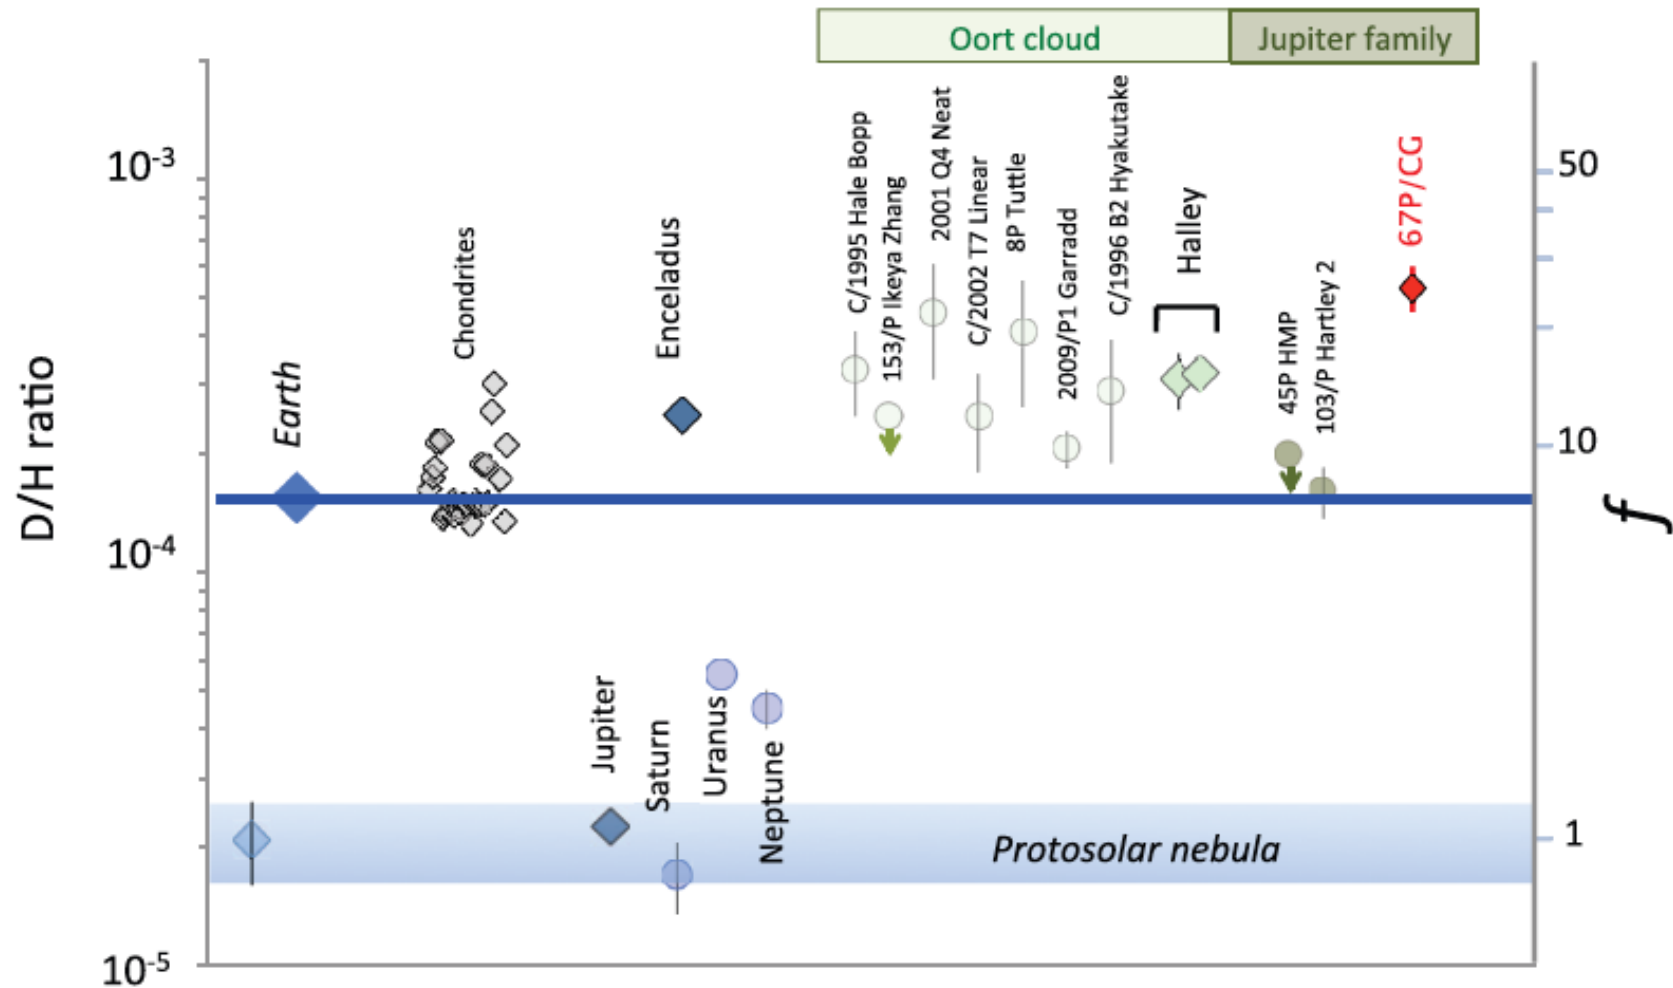 Oort cloud
Jupiter family
D/H ratio
10-3
10-4
10-5
Earth
Chondrites
Enceladus
C/1995 Hale Bopp
153/P Ikeya Zhang
2001 Q4 Neat
C/2002 T7 Linear
8P Tuttle
2009/P1 Garradd
C/1996 B2 Hyakutake
Halley
45P HMP
103/P Hartley 2
67P/CG
Jupiter
Saturn
Uranus
Neptune
Protosolar nebula
50
10
1
f